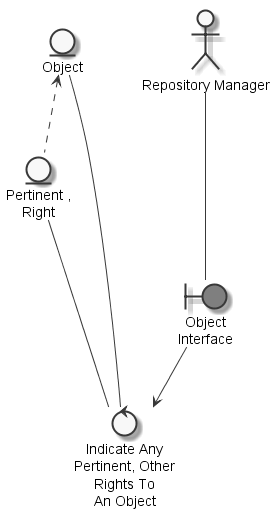 Object
Repository Manager
Pertinent ,
Right
Object
Interface
Indicate Any
Pertinent, Other
Rights To
An Object